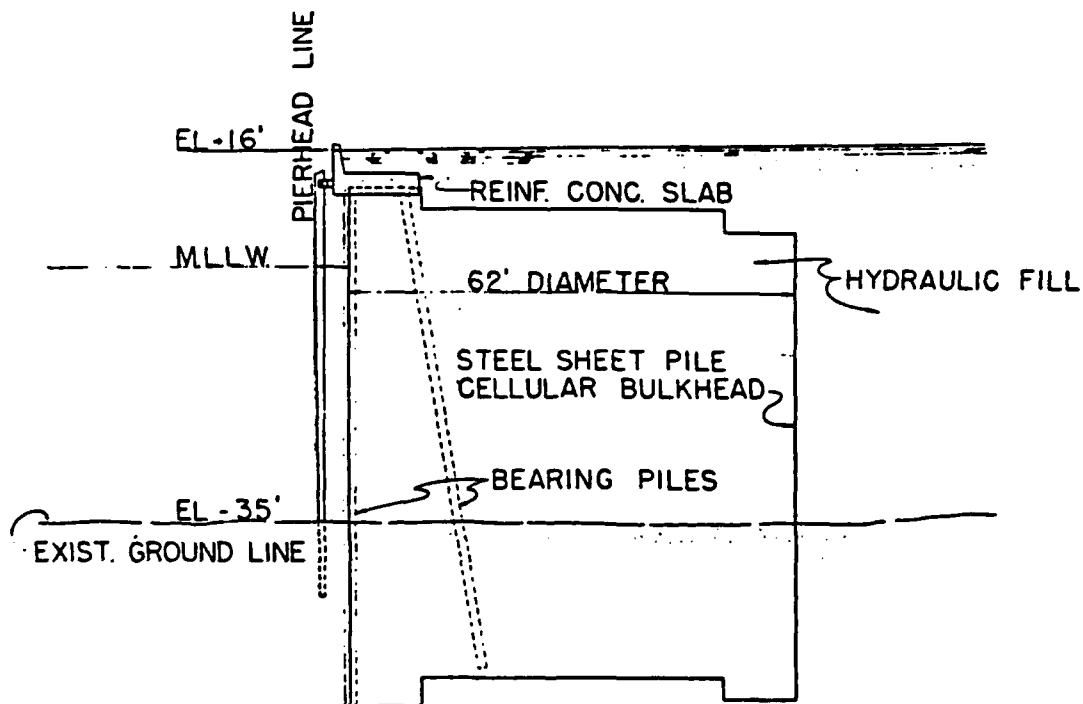 PIERHEAD LINE
EL-16'
REINF. CONC. SLAB
M.L.L.W.
62' DIAMETER
HYDRAULIC FILL
STEEL SHEET PILE
CELLULAR BULKHEAD
BEARING PILES
EL -35'
EXIST. GROUND LINE